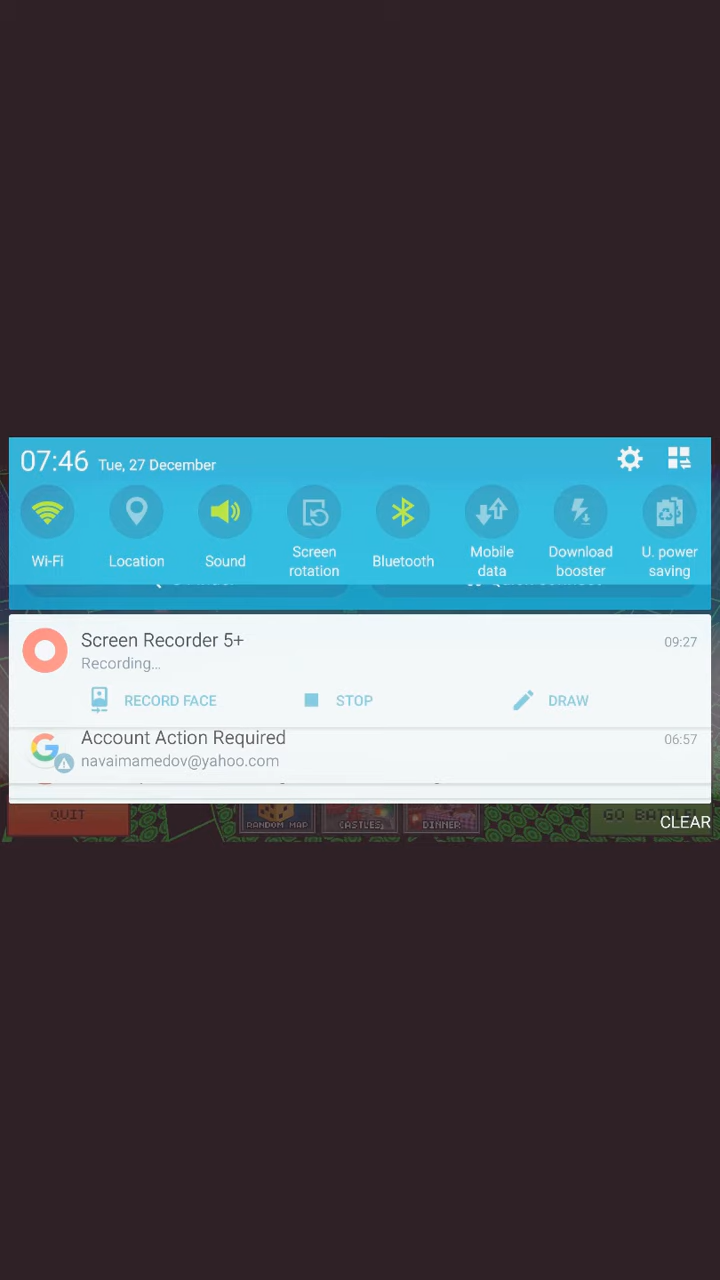 07:46 Tue, 27 December
Wi-Fi
Location
Sound
Screen
rotation
Bluetooth
Mobile
data
Download
booster
U. power
saving
Screen Recorder 5+
09:27
Recording...
RECORD FACE
STOP
DRAW
Account Action Required
06:57
navaimamedov@yahoo.com
QUIT
RANDOM MAP
CASTLES
DINNER
GO BATTLE!
CLEAR